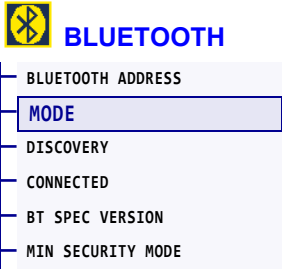 BLUETOOTH
BLUETOOTH ADDRESS
MODE
DISCOVERY
CONNECTED
BT SPEC VERSION
MIN SECURITY MODE